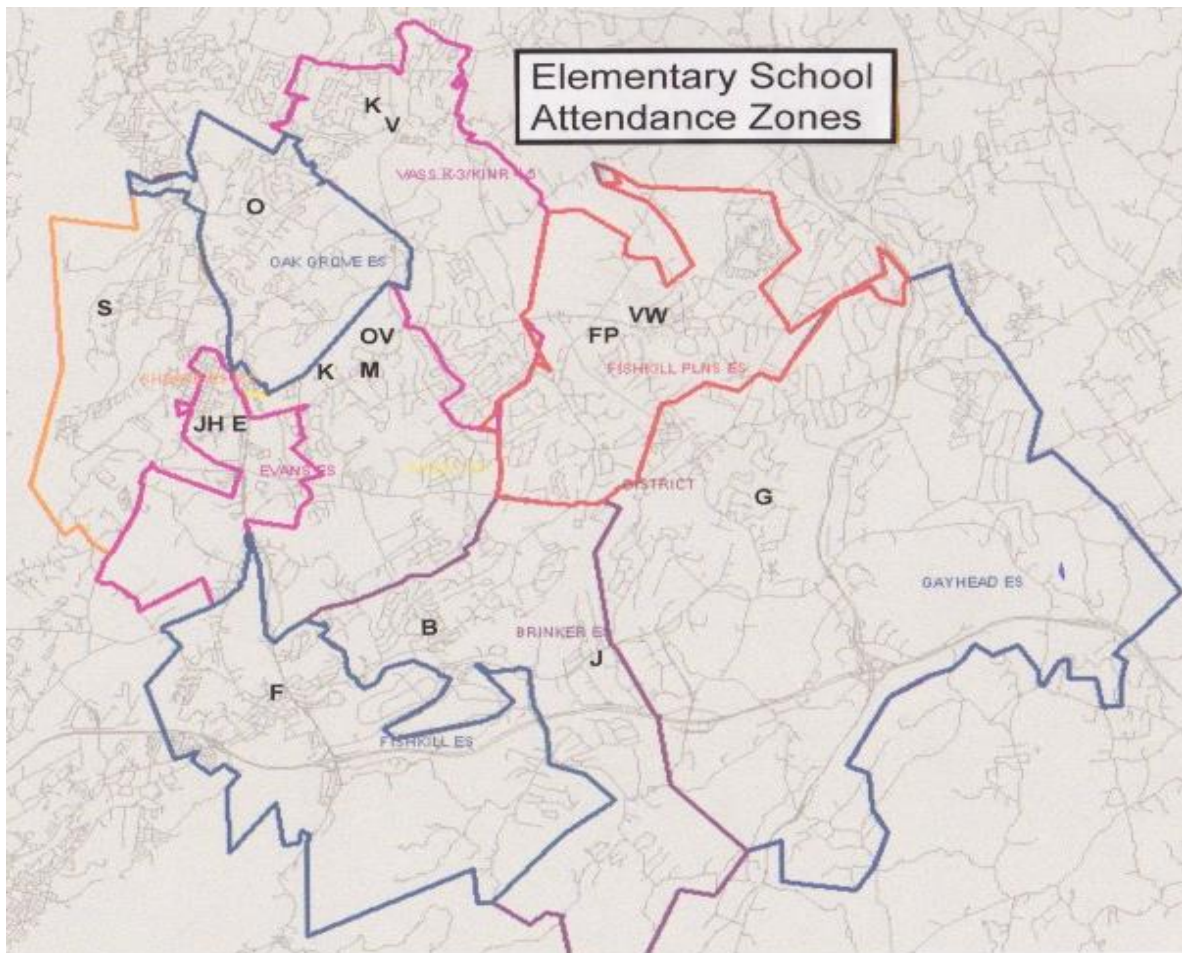 Elementary School
Attendance Zones
K
V
VASS K-3/KINR 4-5
O
OAK GROVE ES
S
VW
OV
FP
K
M
FISHKILL PLNS ES
JH E
EVANS ES
DISTRICT
G
GAYHEAD ES
B
BRINKER ES
J
F
FISHKILL ES